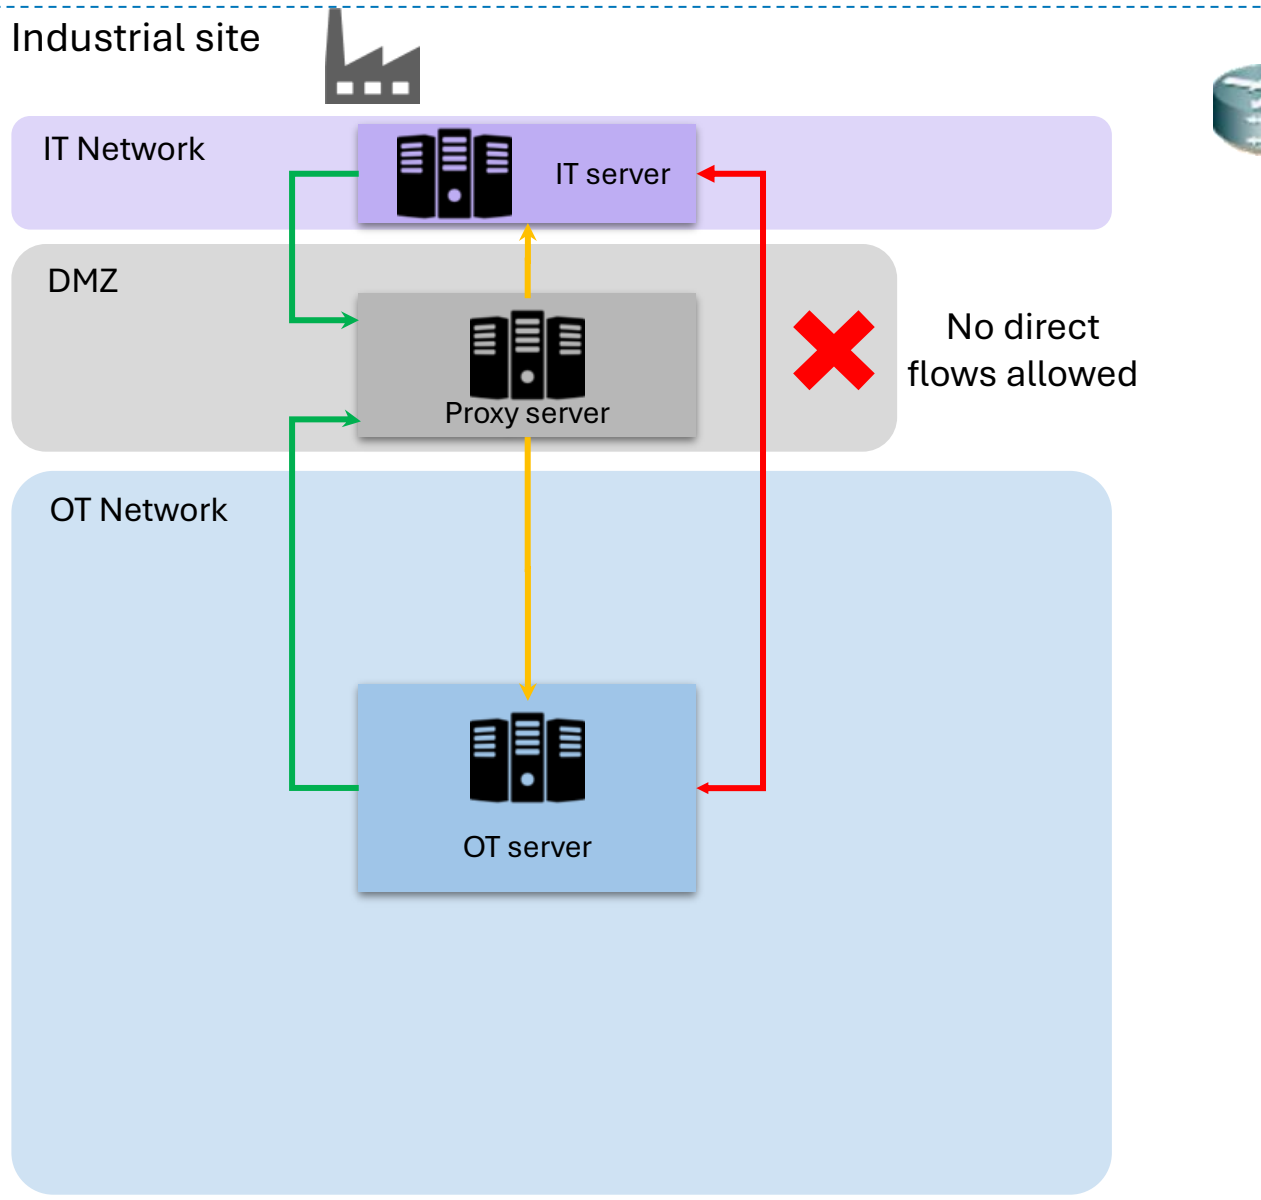 Industrial site
IT Network
IT server
DMZ
No direct
flows allowed
Proxy server
OT Network
OT server